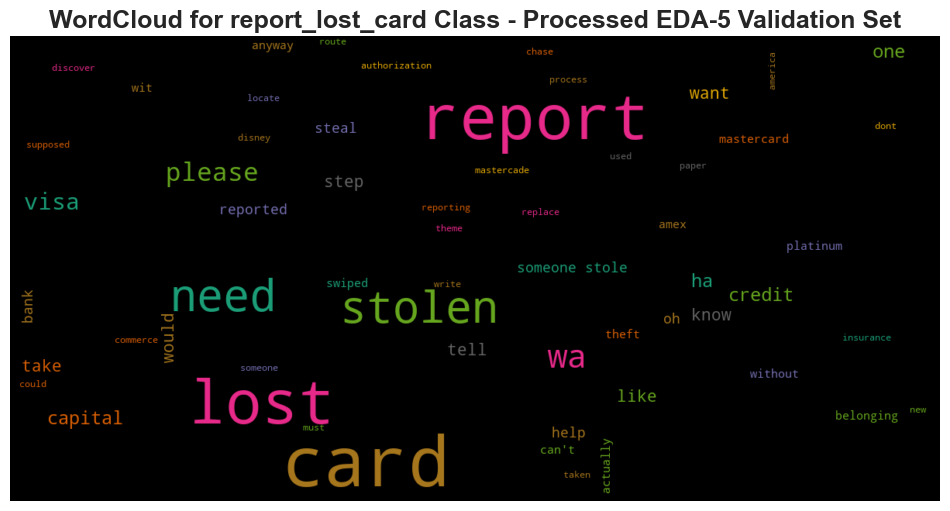 WordCloud for report_lost_card Class - Processed EDA-5 Validation Set
anyway
route
chase
one
discover
authorization
process
america
wit
locate
want
report
steal
dont
disney
supposed
mastercard
used
please
step
mastercade
paper
visa
reported
reporting
replace
theme
amex
platinum
someone stole
need
swiped
write
ha
credit
stolen
bank
oh
know
would
theft
commerce
tell
insurance
wa
take
someone
without
could
lost
like
capital
belonging
new
must
help
card
can't
actually
taken